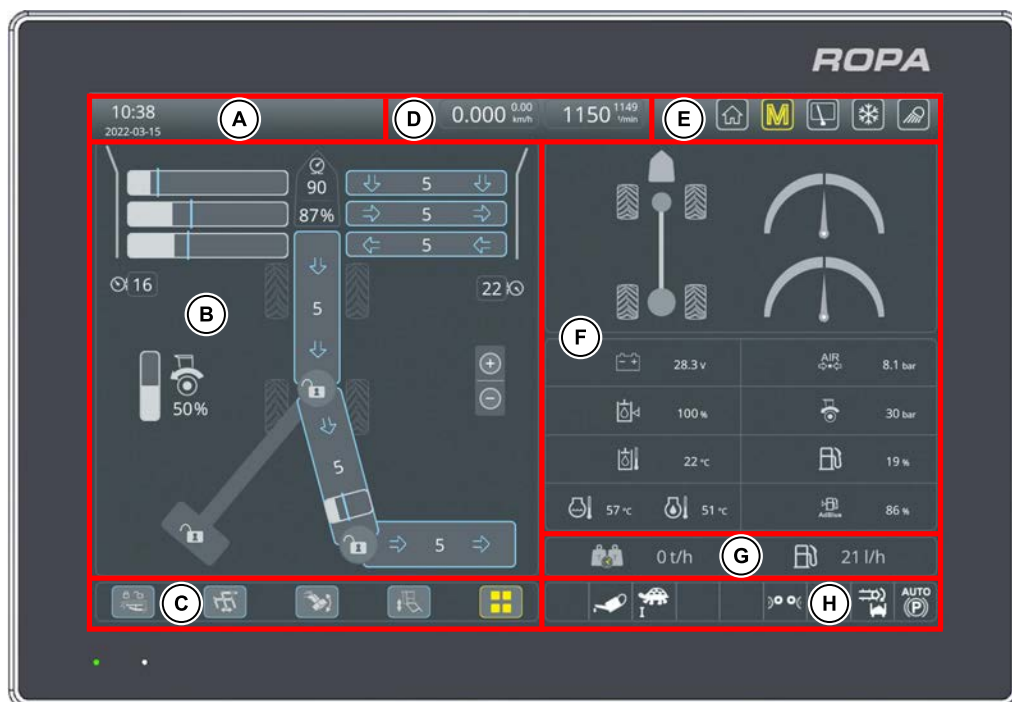 ROPA
10:38
2022-03-15
A
D
0.000 0.00 km/h
1150 1149 1/min
E
M
90
87%
5
5
5
16
22
B
5
50%
5
5
F
28.3 v
AIR
8.1 bar
100 %
30 bar
22 °C
19 %
57 °C
51 °C
AdBlue
86 %
0 t/h
G
21 l/h
C
I
H
AUTO
P